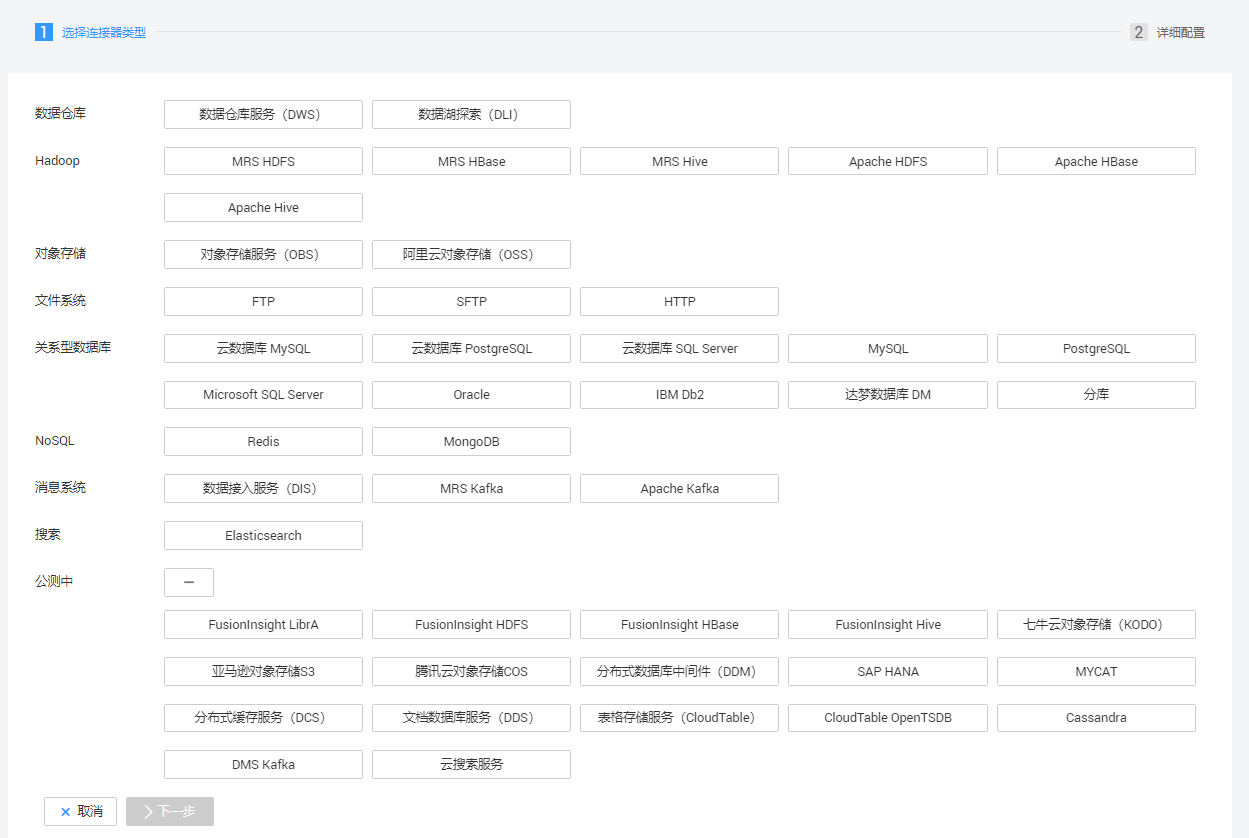 1 选择连接器类型 2 详细配置
数据仓库 数据仓库服务（DWS） 数据湖探索（DLI）
Hadoop MRS HDFS MRS HBase MRS Hive Apache HDFS Apache HBase
Apache Hive
对象存储 对象存储服务（OBS） 阿里云对象存储（OSS）
文件系统 FTP SFTP HTTP
关系型数据库 云数据库 MySQL 云数据库 PostgreSQL 云数据库 SQL Server MySQL PostgreSQL
Microsoft SQL Server Oracle IBM Db2 达梦数据库 DM 分库
NoSQL Redis MongoDB
消息系统 数据接入服务（DIS） MRS Kafka Apache Kafka
搜索 Elasticsearch
公测中
FusionInsight LibrA FusionInsight HDFS FusionInsight HBase FusionInsight Hive 七牛云对象存储（KODO）
亚马逊对象存储S3 腾讯云对象存储COS 分布式数据库中间件（DDM） SAP HANA MYCAT
分布式缓存服务（DCS） 文档数据库服务（DDS） 表格存储服务（CloudTable） CloudTable OpenTSDB Cassandra
DMS Kafka 云搜索服务
取消 下一步